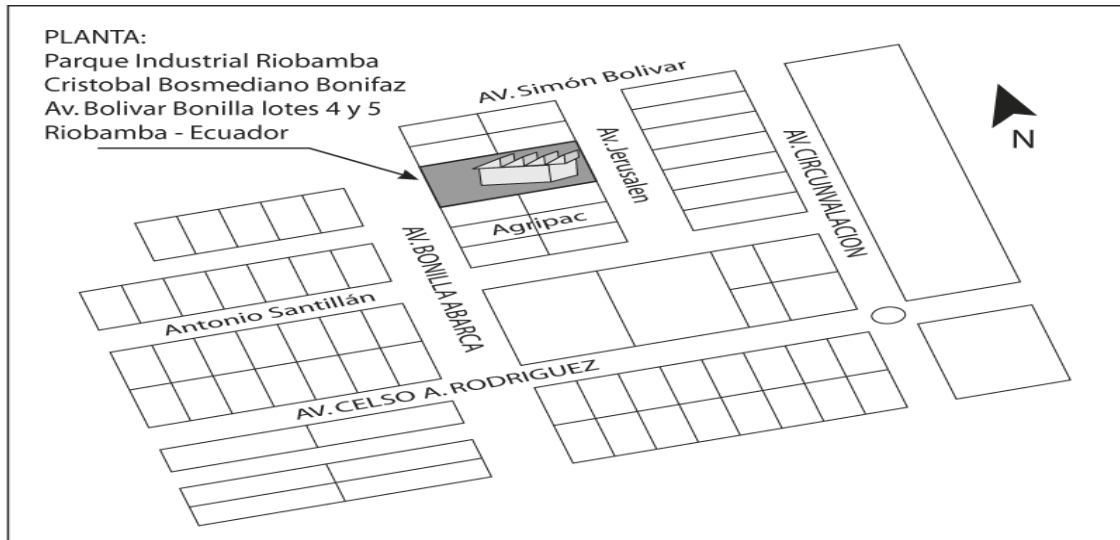 PLANTA:
Parque Industrial Riobamba
Cristobal Bosmediano Bonifaz
Av. Bolivar Bonilla lotes 4 y 5
Riobamba - Ecuador
AV. Simón Bolivar
Av. Jerusalen
AV. CIRCUNVALACION
N
Agripac
AV. BONILLA ABARCA
Antonio Santillán
AV. CELSO A. RODRIGUEZ